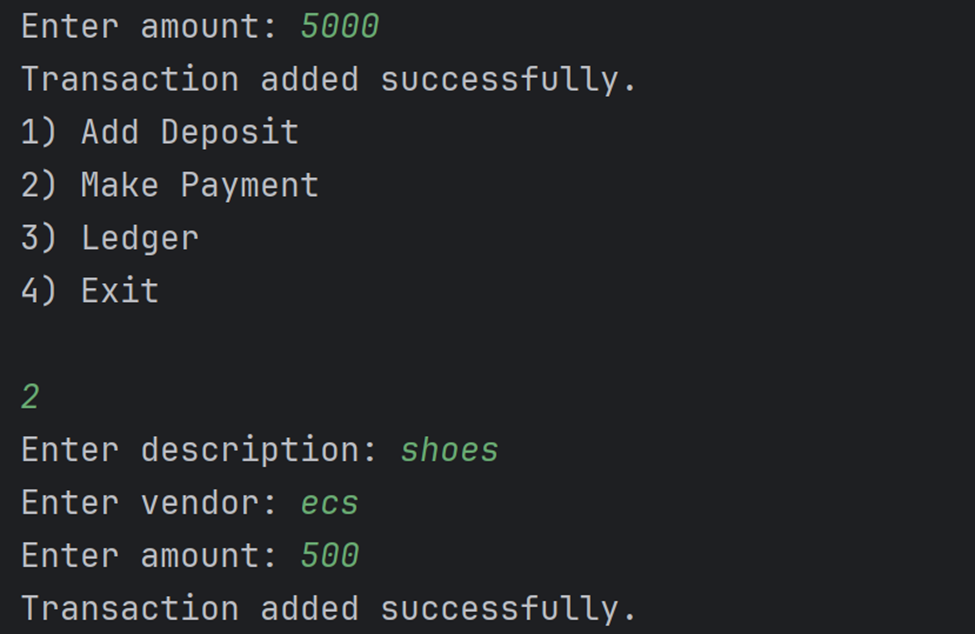 Enter amount: 5000
Transaction added successfully.
1) Add Deposit
2) Make Payment
3) Ledger
4) Exit
2
Enter description: shoes
Enter vendor: ecs
Enter amount: 500
Transaction added successfully.